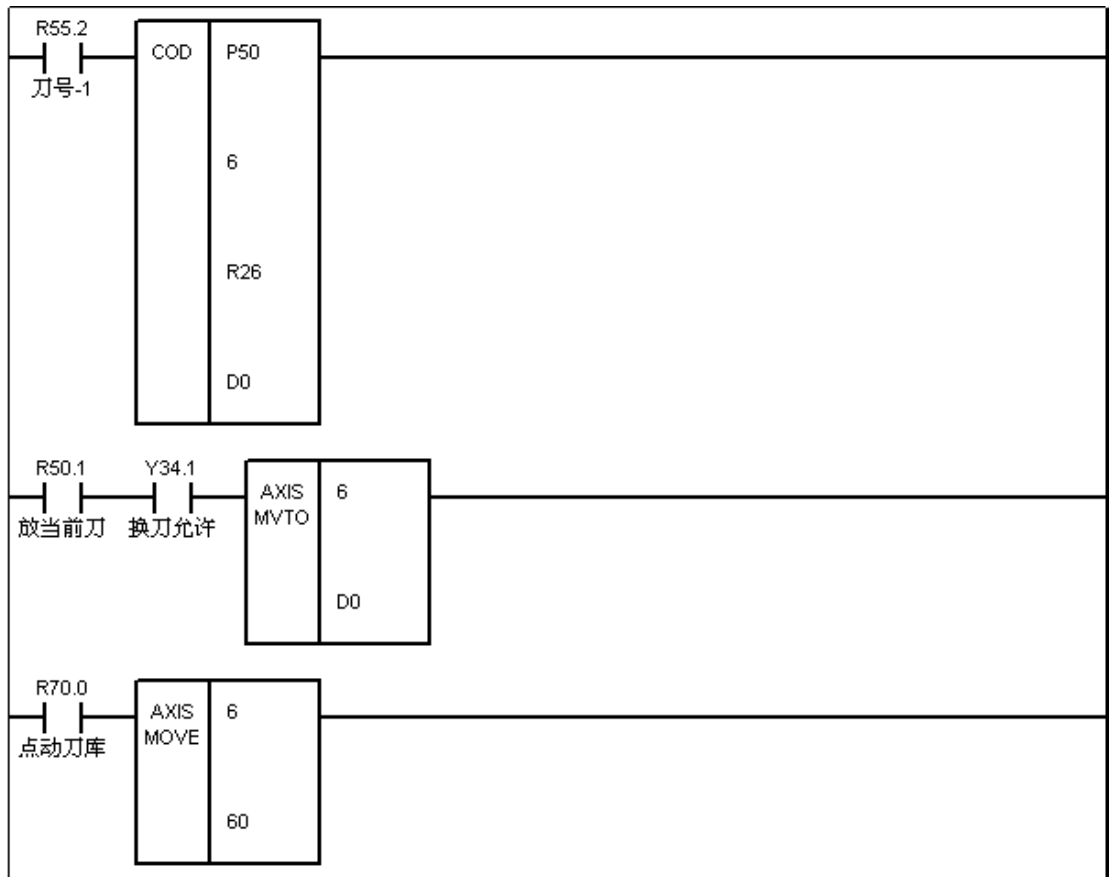 R55.2
刀号-1
COD
P50
6
R26
D0
R50.1
放当前刀
Y34.1
换刀允许
AXIS
MVTO
6
D0
R70.0
点动刀库
AXIS
MOVE
6
60